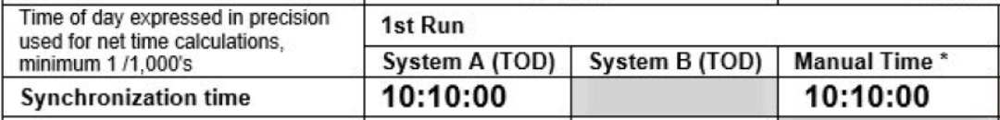 Time of day expressed in precision
used for net time calculations,
minimum 1 /1,000's
1st Run
System A (TOD) System B (TOD) Manual Time *
Synchronization time 10:10:00 10:10:00